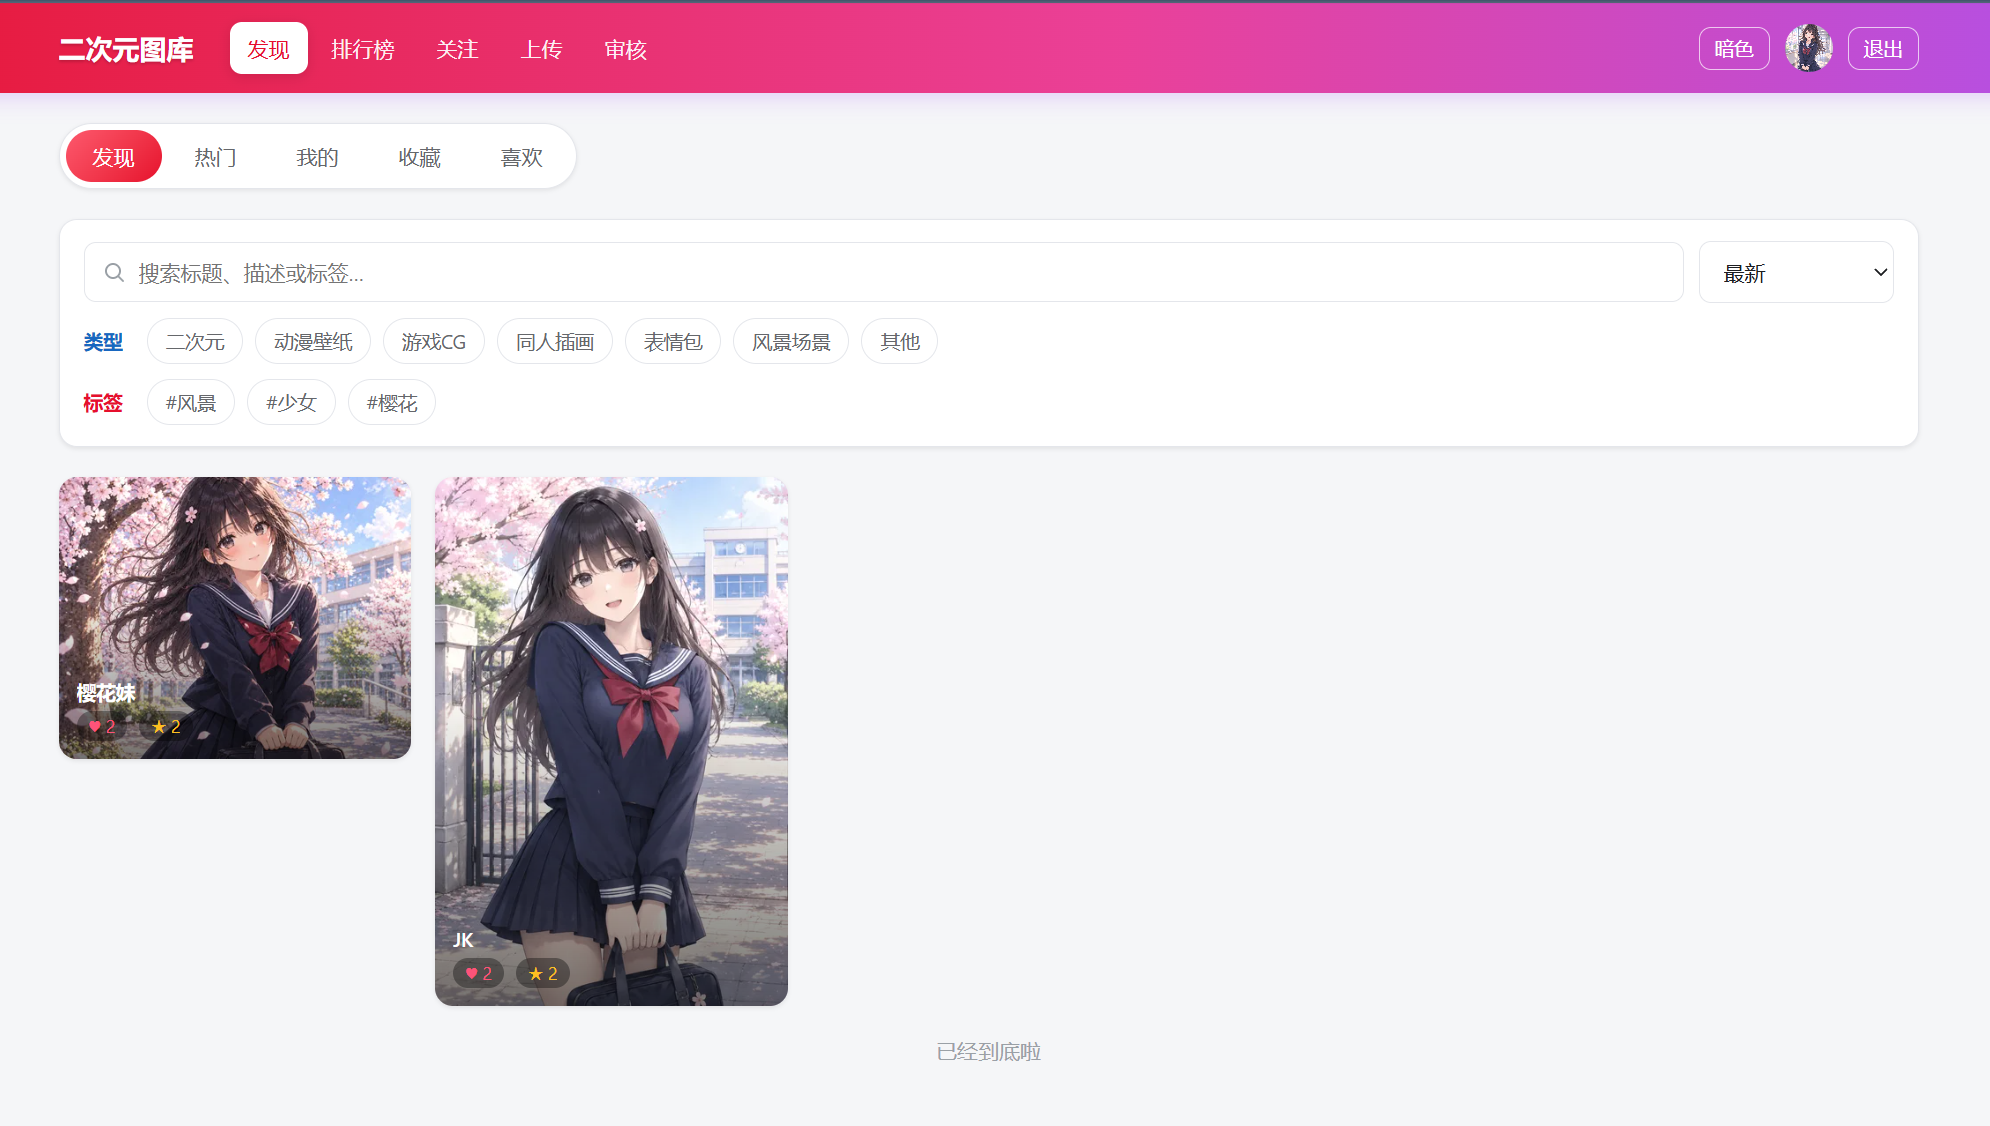 二次元图库 发现 排行榜 关注 上传 审核 暗色 退出
发现 热门 我的 收藏 喜欢
搜索标题、描述或标签... 最新
类型 二次元 动漫壁纸 游戏CG 同人插画 表情包 风景场景 其他
标签 #风景 #少女 #樱花
樱花妹
♥ 2 ★ 2
JK
♥ 2 ★ 2
已经到底啦